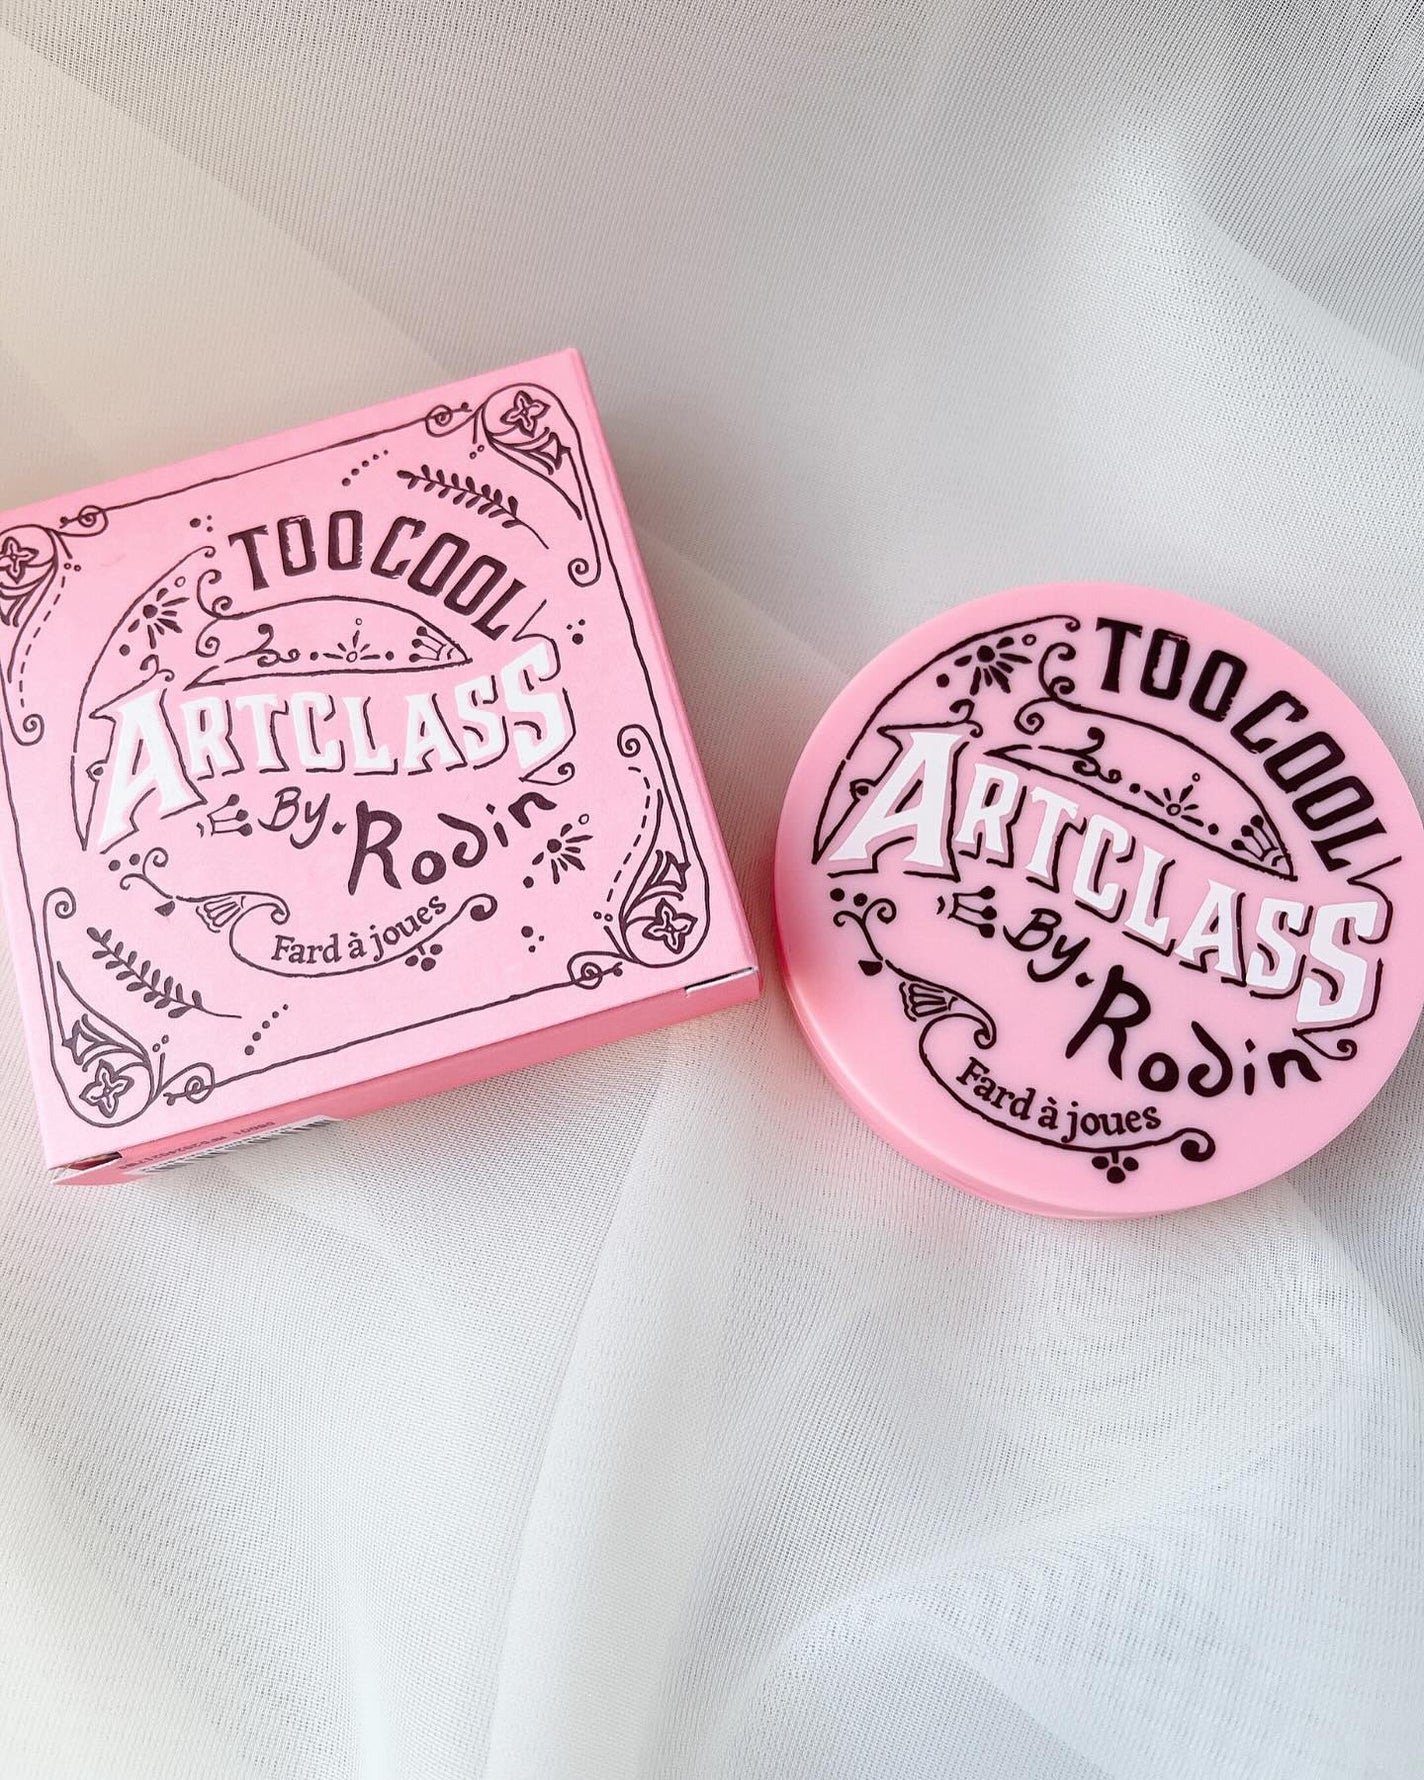 TOO COOL
ARTCLASS
By. Rodin
Fard à joues
TOO COOL
ARTCLASS
By. Rodin
Fard à joues